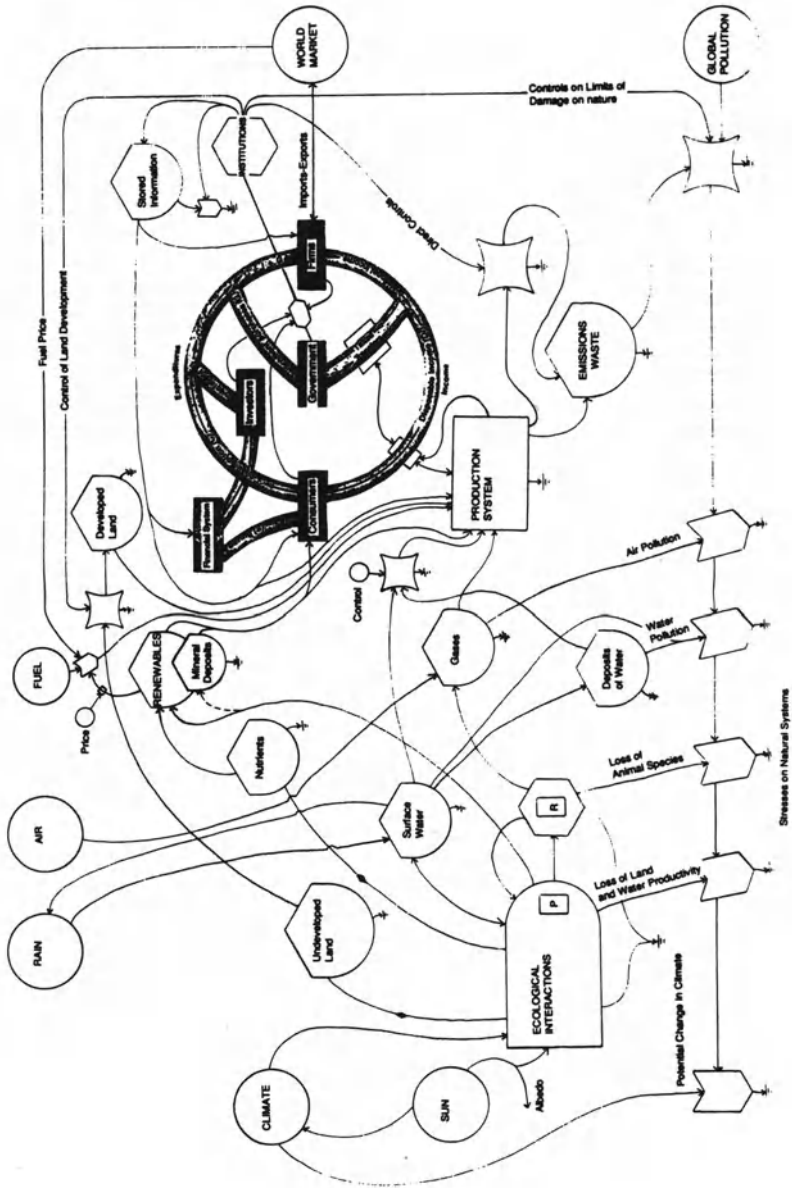 CLIMATE
SUN
Albedo
RAIN
AIR
FUEL
Price
Fuel Price
Control of Land Development
WORLD
MARKET
Undeveloped
Land
Developed
Land
RENEWABLES
Mineral Deposits
Nutrients
Surface
Water
Stored
Information
INSTITUTIONS
Imports-Exports
Expenditures
Financial System
Investors
Consumers
Government
Firms
Disposable Income
Income
Direct Controls
Controls on Limits of
Damage on nature
ECOLOGICAL
INTERACTIONS
P
R
Gases
Control
PRODUCTION
SYSTEM
Deposits
of Water
EMISSIONS
WASTE
GLOBAL
POLLUTION
Potential Change in Climate
Loss of Land
and Water Productivity
Loss of
Animal Species
Water
Pollution
Air Pollution
Stresses on Natural Systems